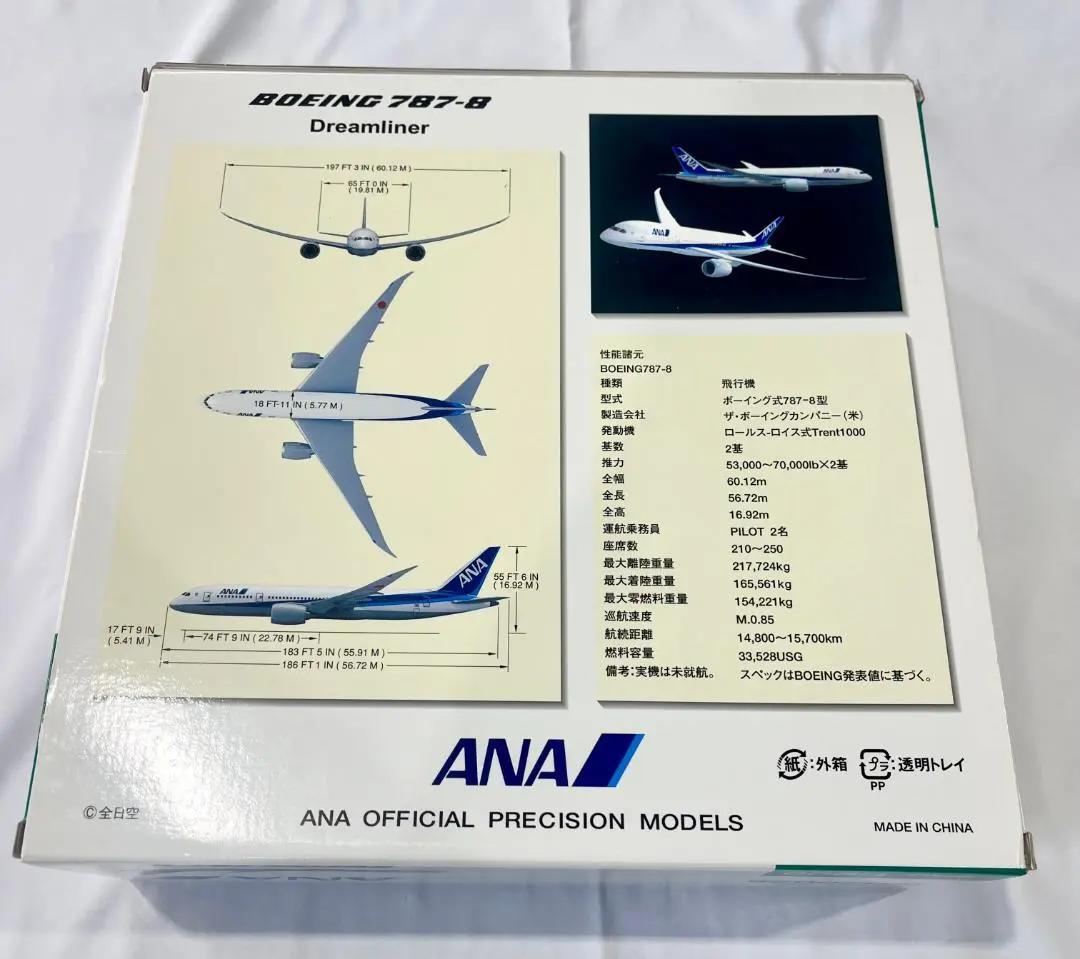 BOEING 787-8
Dreamliner
197 FT 3 IN ( 60.12 M )
65 FT 0 IN
( 19.81 M )
18 FT-11 IN ( 5.77 M )
ANA
55 FT 6 IN
( 16.92 M )
17 FT 9 IN
( 5.41 M )
74 FT 9 IN ( 22.78 M )
183 FT 5 IN ( 55.91 M )
186 FT 1 IN ( 56.72 M )
ANA
ANA
ANA
ANA
性能諸元
BOEING787-8
種類 飛行機
型式 ボーイング式787-8型
製造会社 ザ・ボーイングカンパニー(米)
発動機 ロールス-ロイス式Trent1000
基数 2基
推力 53,000〜70,000lb×2基
全幅 60.12m
全長 56.72m
全高 16.92m
運航乗務員 PILOT 2名
座席数 210〜250
最大離陸重量 217,724kg
最大着陸重量 165,561kg
最大零燃料重量 154,221kg
巡航速度 M.0.85
航続距離 14,800〜15,700km
燃料容量 33,528USG
備考:実機は未就航。 スペックはBOEING発表値に基づく。
ANA
紙:外箱 プラ:透明トレイ
PP
©全日空
ANA OFFICIAL PRECISION MODELS
MADE IN CHINA